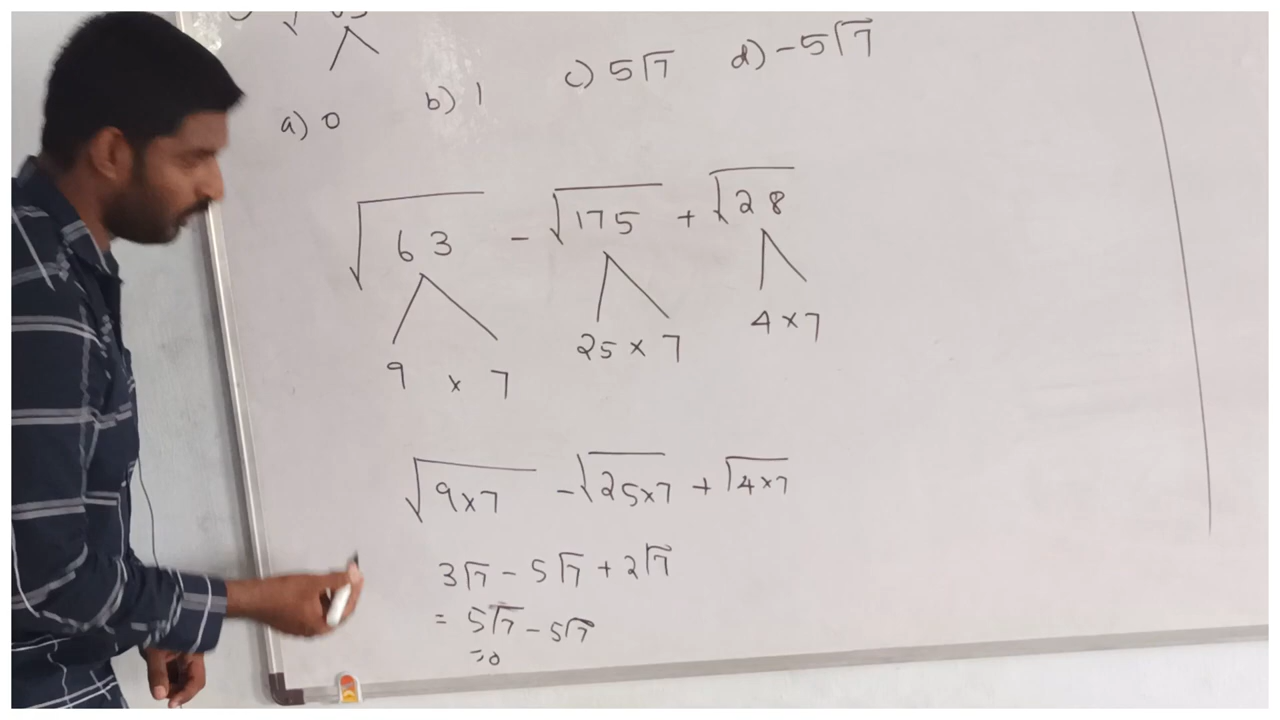 a) 0 b) 1 c) 5√7 d) -5√7
√63 - √175 + √28
9 × 7 25 × 7 4 × 7
√9×7 - √25×7 + √4×7
3√7 - 5√7 + 2√7
= 5√7 - 5√7
=0